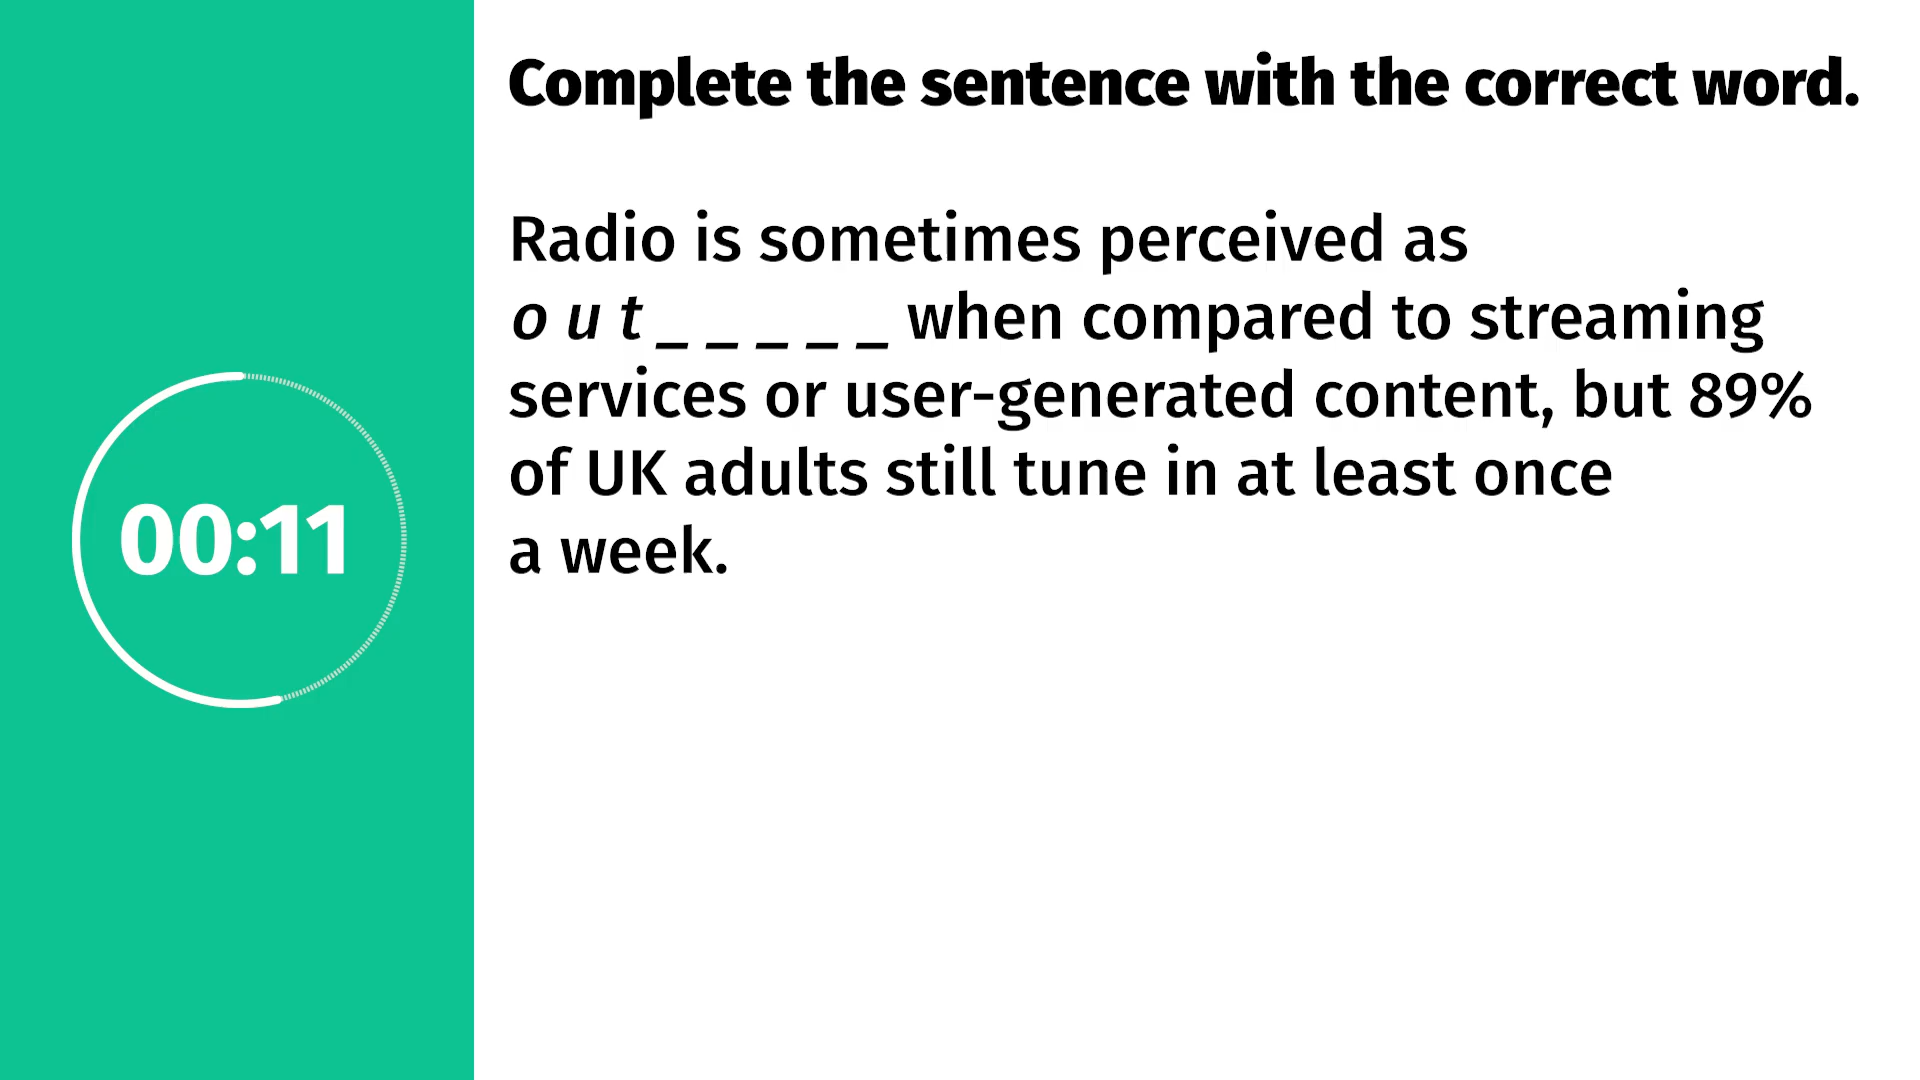 Complete the sentence with the correct word.
Radio is sometimes perceived as
o u t _ _ _ _ _ when compared to streaming
services or user-generated content, but 89%
of UK adults still tune in at least once
a week.
00:11